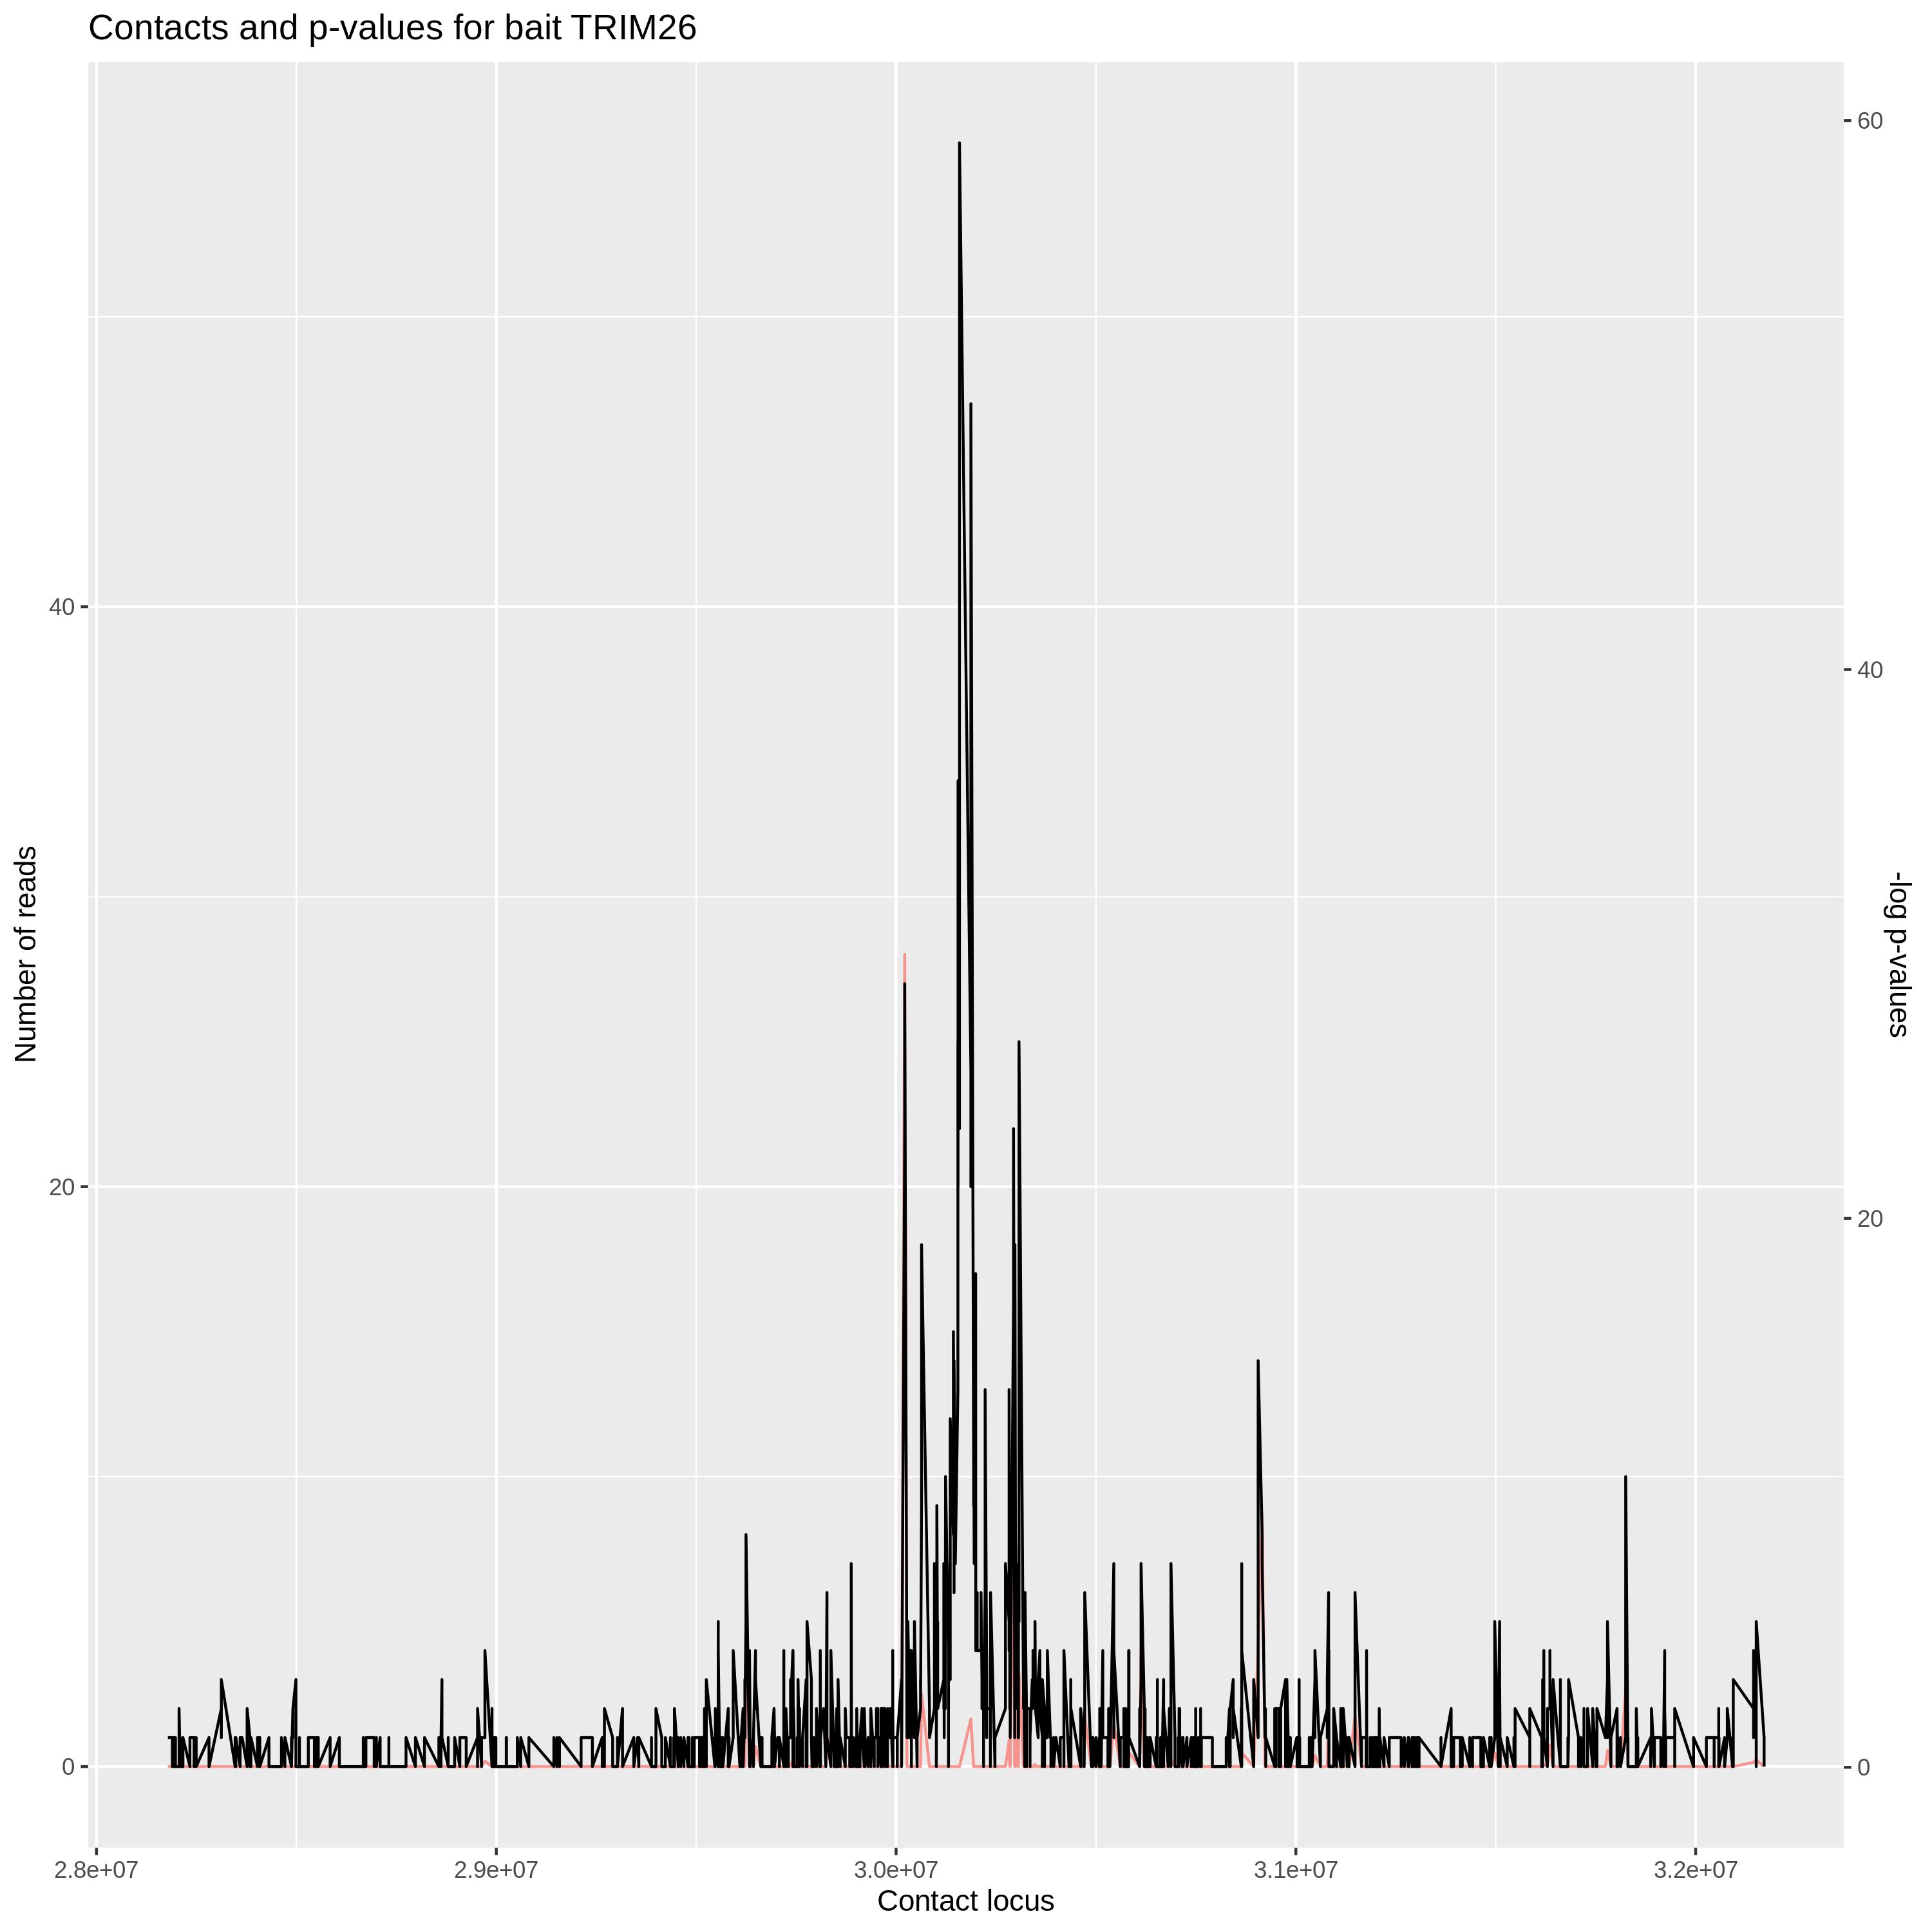 Contacts and p-values for bait TRIM26
60
40
40
20
20
0
0
Number of reads
-log p-values
2.8e+07 2.9e+07 3.0e+07 3.1e+07 3.2e+07
Contact locus